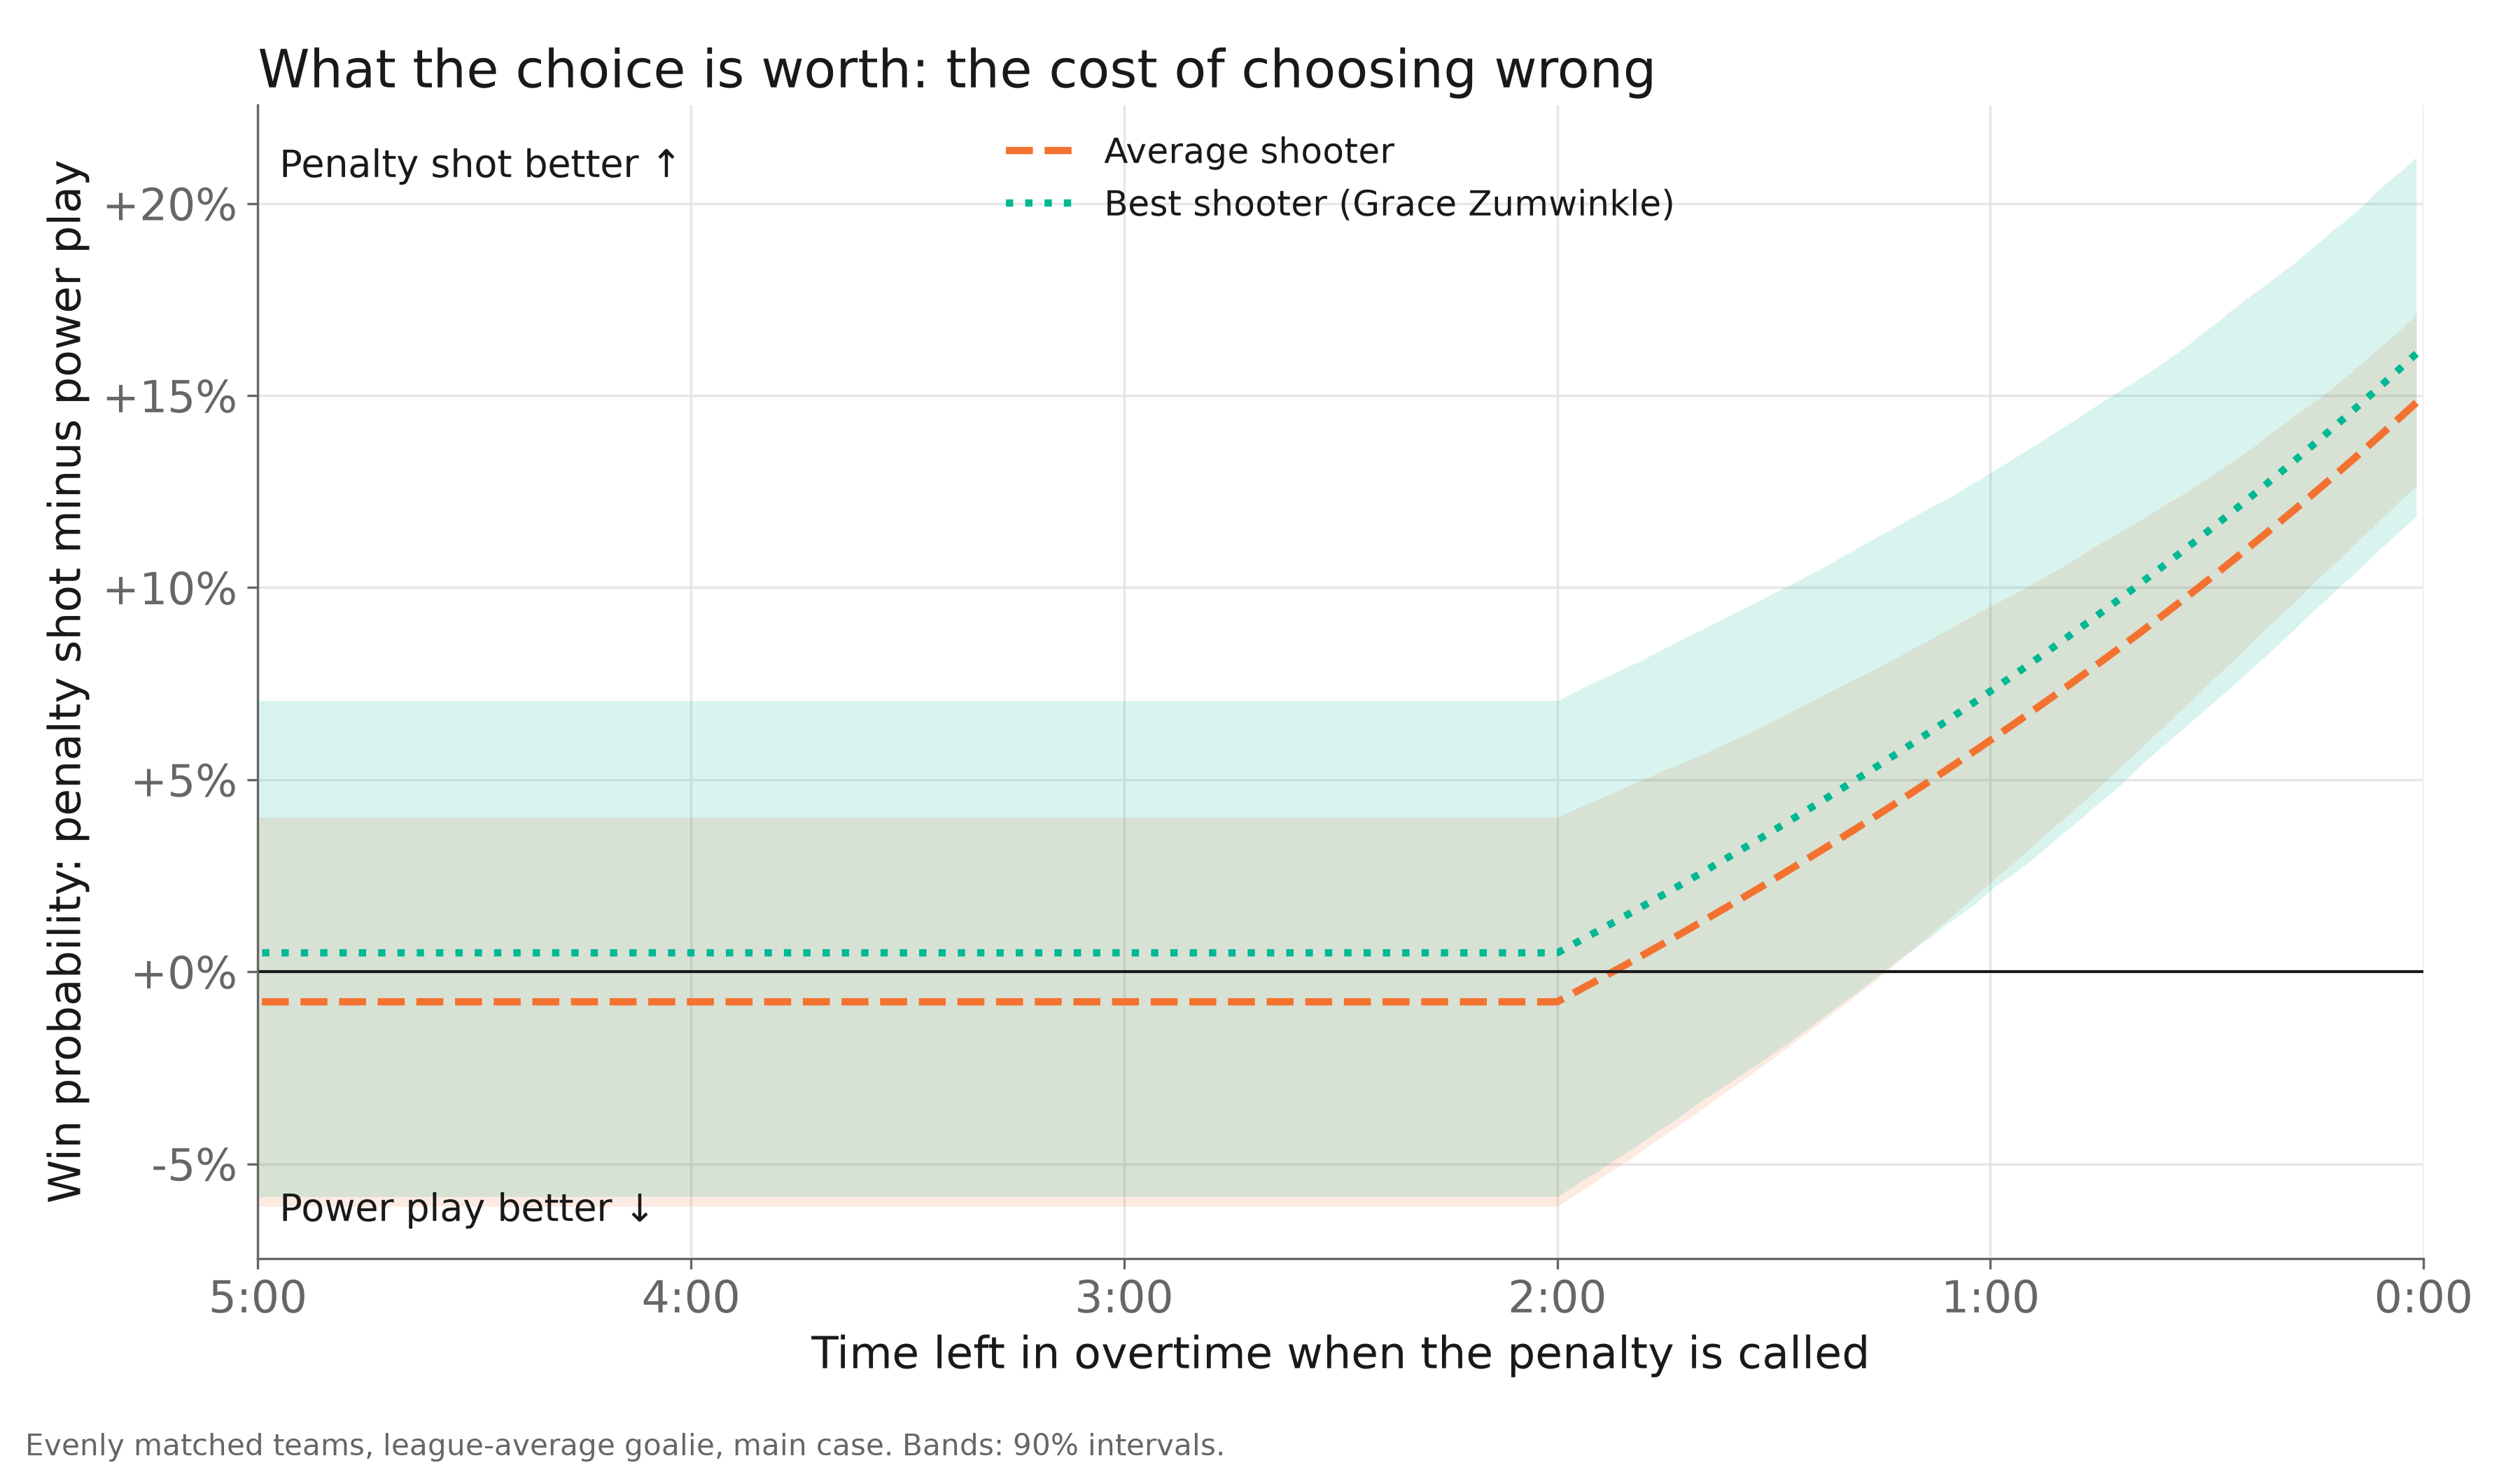 What the choice is worth: the cost of choosing wrong
Penalty shot better ↑
Average shooter
Best shooter (Grace Zumwinkle)
Win probability: penalty shot minus power play
+20%
+15%
+10%
+5%
+0%
-5%
Power play better ↓
5:00
4:00
3:00
2:00
1:00
0:00
Time left in overtime when the penalty is called
Evenly matched teams, league-average goalie, main case. Bands: 90% intervals.